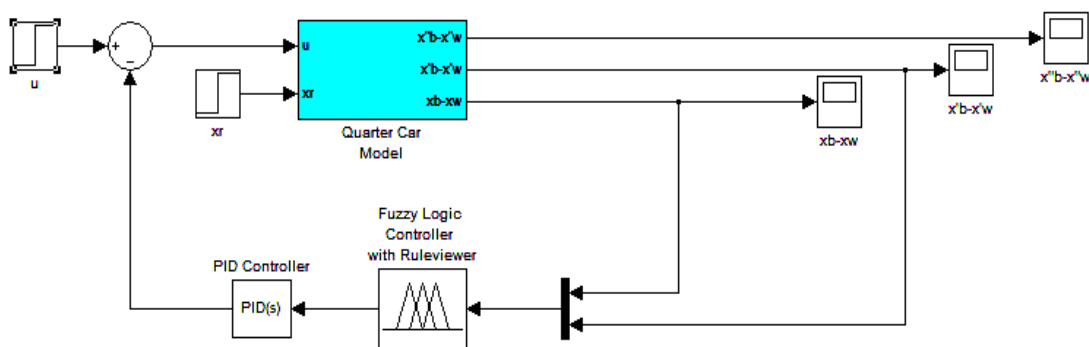 u
+
−
u
xr
x''b-x''w
x'b-x'w
xb-xw
Quarter Car
Model
xr
x''b-x''w
x'b-x'w
xb-xw
Fuzzy Logic
Controller
with Ruleviewer
PID Controller
PID(s)